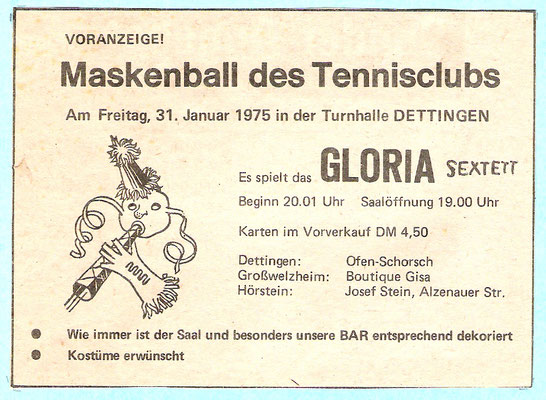 VORANZEIGE!
Maskenball des Tennisclubs
Am Freitag, 31. Januar 1975 in der Turnhalle DETTINGEN
Es spielt das GLORIA SEXTETT
Beginn 20.01 Uhr Saalöffnung 19.00 Uhr
Karten im Vorverkauf DM 4,50
Dettingen: Ofen-Schorsch
Großwelzheim: Boutique Gisa
Hörstein: Josef Stein, Alzenauer Str.
● Wie immer ist der Saal und besonders unsere BAR entsprechend dekoriert
● Kostüme erwünscht